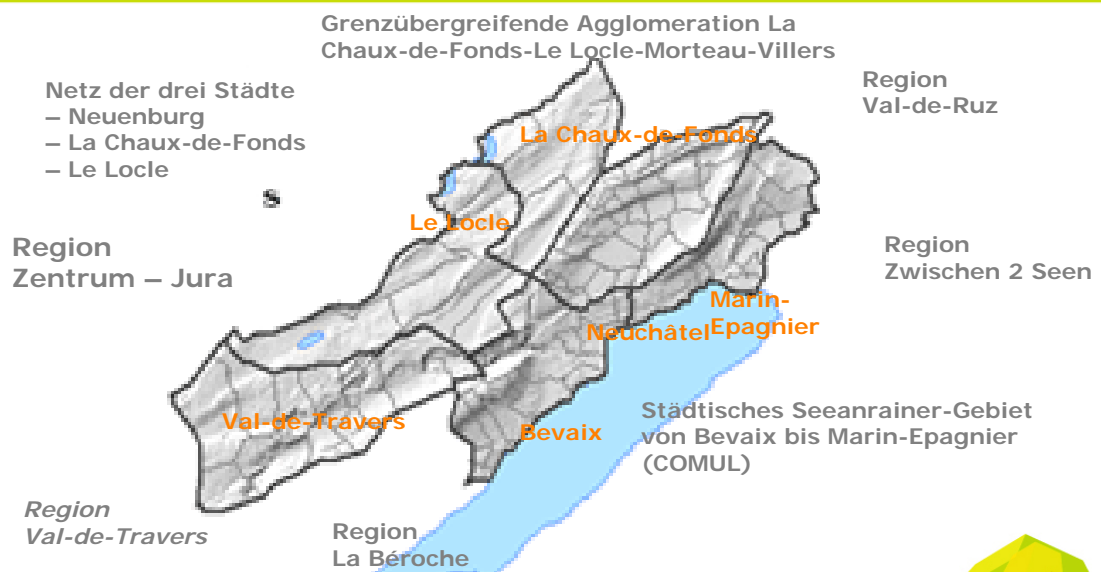 Grenzübergreifende Agglomeration La
Chaux-de-Fonds-Le Locle-Morteau-Villers
Netz der drei Städte
– Neuenburg
– La Chaux-de-Fonds
– Le Locle
Region
Val-de-Ruz
La Chaux-de-Fonds
s
Le Locle
Region
Zentrum – Jura
Region
Zwischen 2 Seen
Marin-
Epagnier
Neuchâtel
Val-de-Travers
Bevaix
Städtisches Seeanrainer-Gebiet
von Bevaix bis Marin-Epagnier
(COMUL)
Region
Val-de-Travers
Region
La Béroche